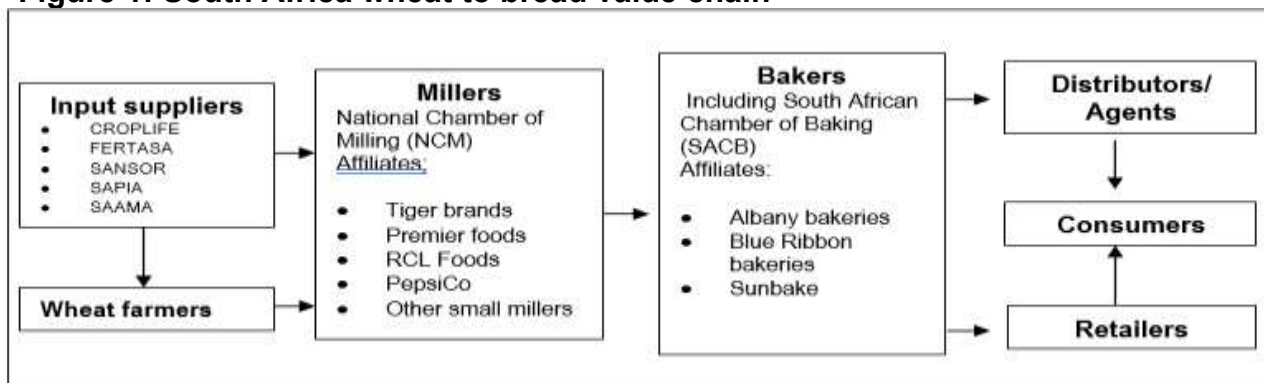 Figure 1: South Africa wheat to bread value chain
Input suppliers
• CROPLIFE
• FERTASA
• SANSOR
• SAPIA
• SAAMA
Wheat farmers
Millers
National Chamber of
Milling (NCM)
Affiliates;
• Tiger brands
• Premier foods
• RCL Foods
• PepsiCo
• Other small millers
Bakers
Including South African
Chamber of Baking
(SACB)
Affiliates:
• Albany bakeries
• Blue Ribbon
bakeries
• Sunbake
Distributors/
Agents
Consumers
Retailers